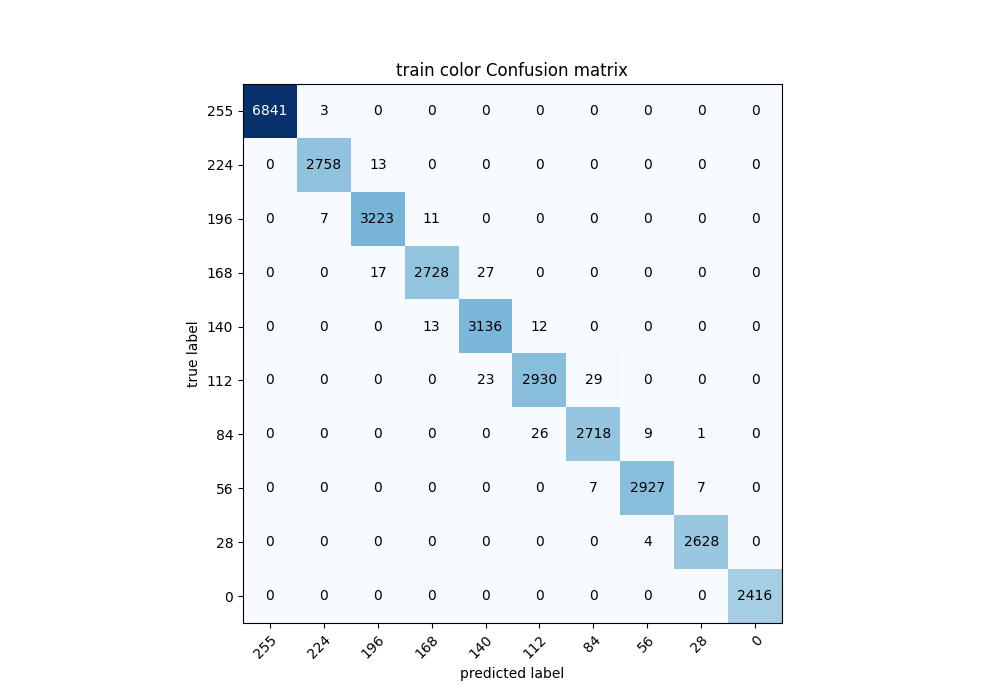 train color Confusion matrix
255 6841 3 0 0 0 0 0 0 0 0
224 0 2758 13 0 0 0 0 0 0 0
196 0 7 3223 11 0 0 0 0 0 0
168 0 0 17 2728 27 0 0 0 0 0
140 0 0 0 13 3136 12 0 0 0 0
112 0 0 0 0 23 2930 29 0 0 0
84 0 0 0 0 0 26 2718 9 1 0
56 0 0 0 0 0 0 7 2927 7 0
28 0 0 0 0 0 0 0 4 2628 0
0 0 0 0 0 0 0 0 0 0 2416
true label
255 224 196 168 140 112 84 56 28 0
predicted label